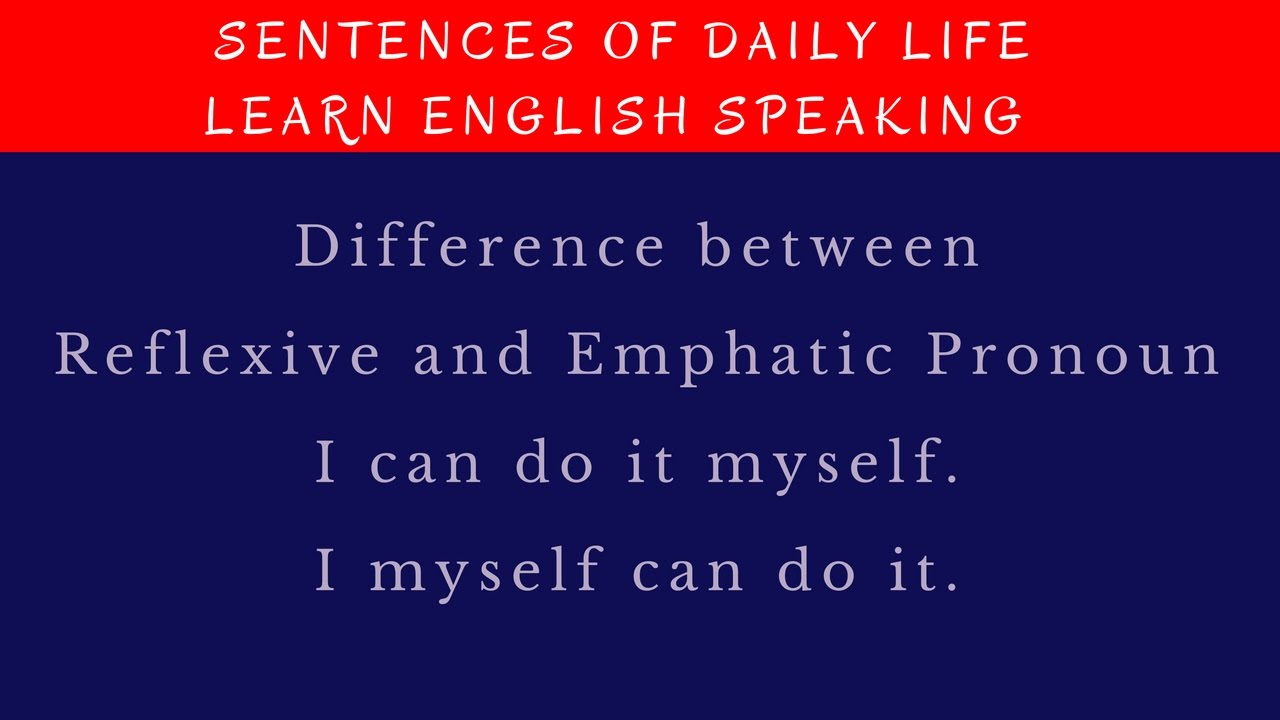 SENTENCES OF DAILY LIFE
LEARN ENGLISH SPEAKING
Difference between
Reflexive and Emphatic Pronoun
I can do it myself.
I myself can do it.